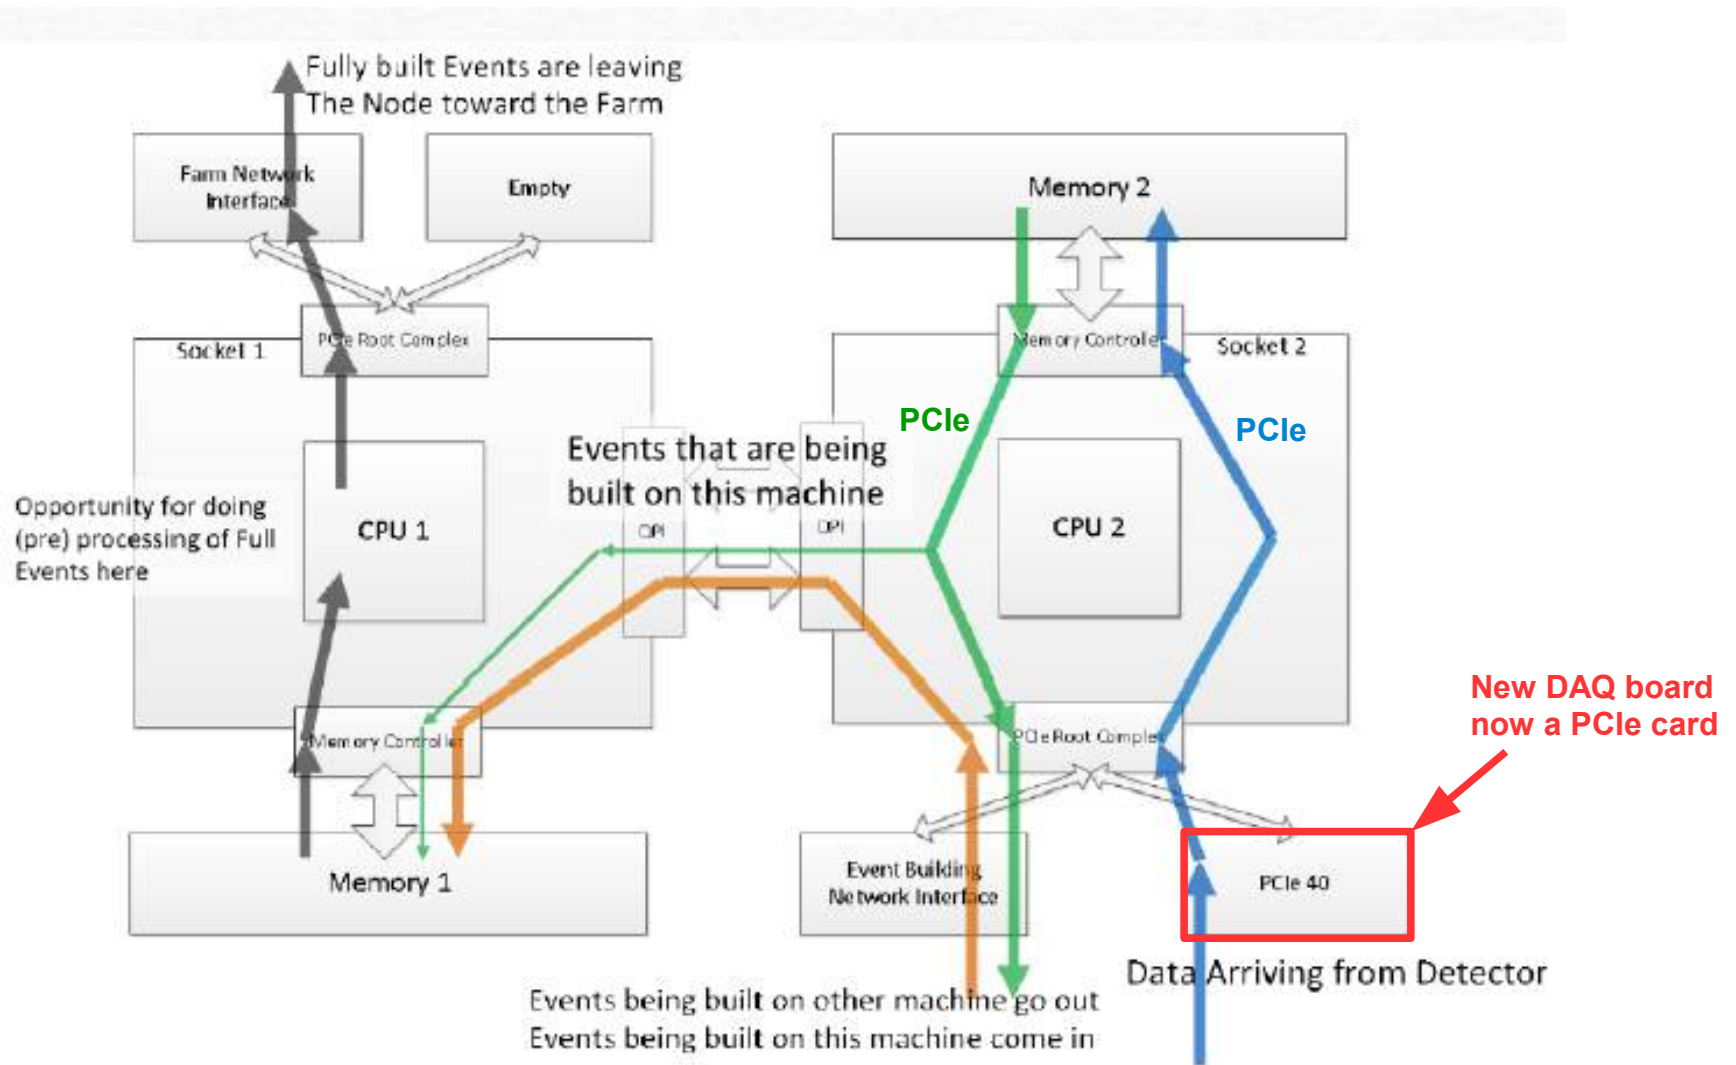 Fully built Events are leaving
The Node toward the Farm
Farm Network
Interface
Empty
Memory 2
PCIe Root Complex
Socket 1
Memory Controller
Socket 2
PCIe
PCIe
Events that are being
built on this machine
QPI
QPI
Opportunity for doing
(pre) processing of Full
Events here
CPU 1
CPU 2
New DAQ board
now a PCIe card
Memory Controller
PCIe Root Complex
Memory 1
Event Building
Network Interface
PCIe 40
Data Arriving from Detector
Events being built on other machine go out
Events being built on this machine come in